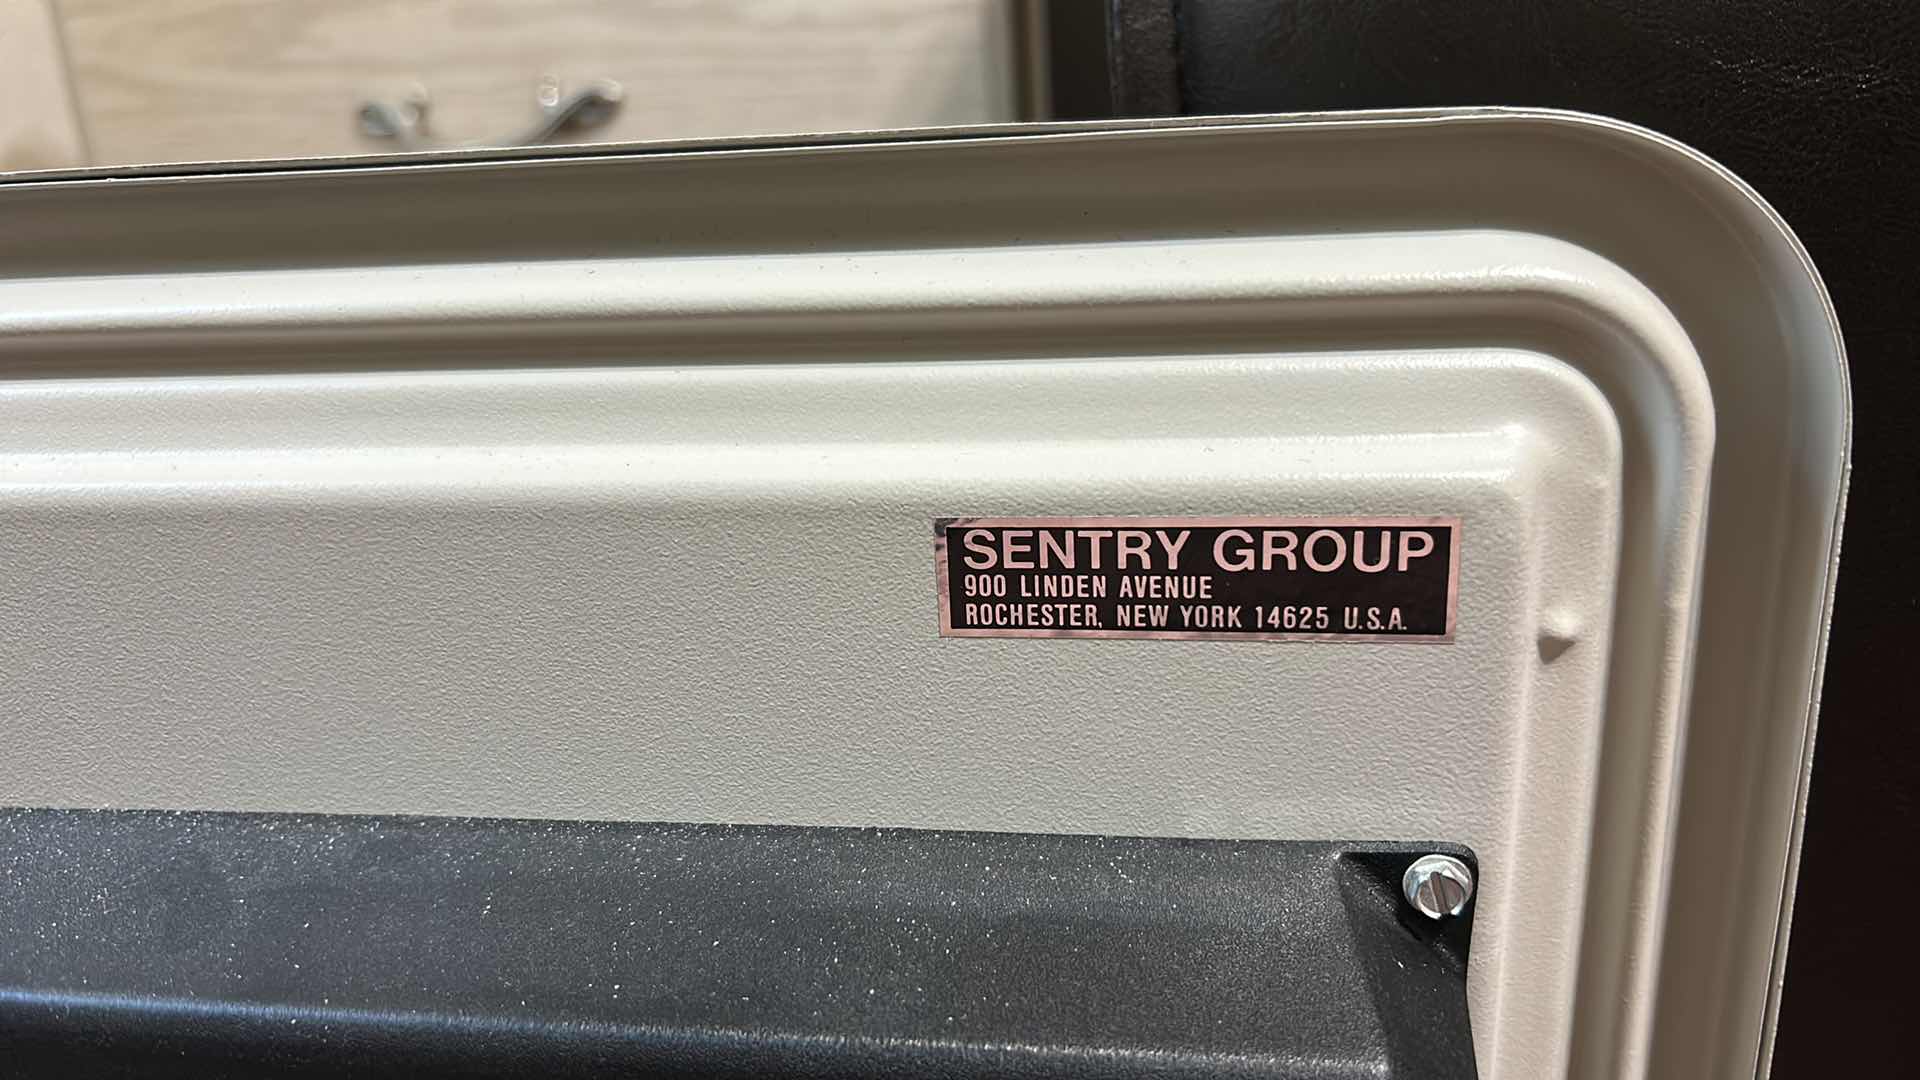 SENTRY GROUP
900 LINDEN AVENUE
ROCHESTER, NEW YORK 14625 U.S.A.